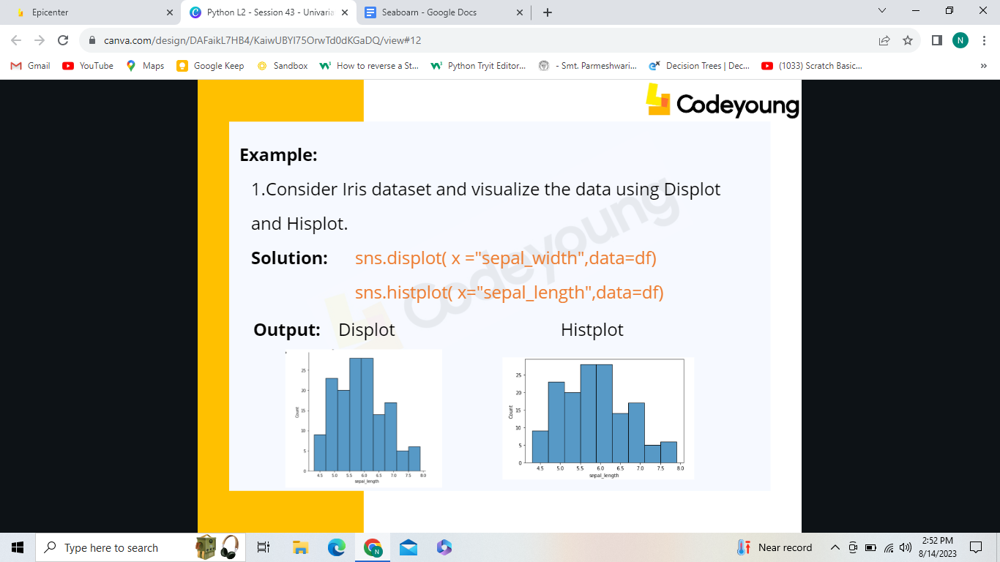 Epicenter
Python L2 - Session 43 - Univaria
Seaboarn - Google Docs
canva.com/design/DAFaikL7HB4/KaiwUBYl75OrwTd0dKGaDQ/view#12
N
Gmail
YouTube
Maps
Google Keep
Sandbox
How to reverse a St...
Python Tryit Editor...
- Smt. Parmeshwari...
Decision Trees | Dec...
(1033) Scratch Basic...
Codeyoung
Example:
1.Consider Iris dataset and visualize the data using Displot
and Hisplot.
Solution: sns.displot( x ="sepal_width",data=df)
sns.histplot( x="sepal_length",data=df)
Codeyoung
Output: Displot Histplot
25
20
15
10
5
0
Count
4.5 5.0 5.5 6.0 6.5 7.0 7.5 8.0
sepal_length
25
20
15
10
5
0
Count
4.5 5.0 5.5 6.0 6.5 7.0 7.5 8.0
sepal_length
Type here to search
N
Near record
2:52 PM
8/14/2023